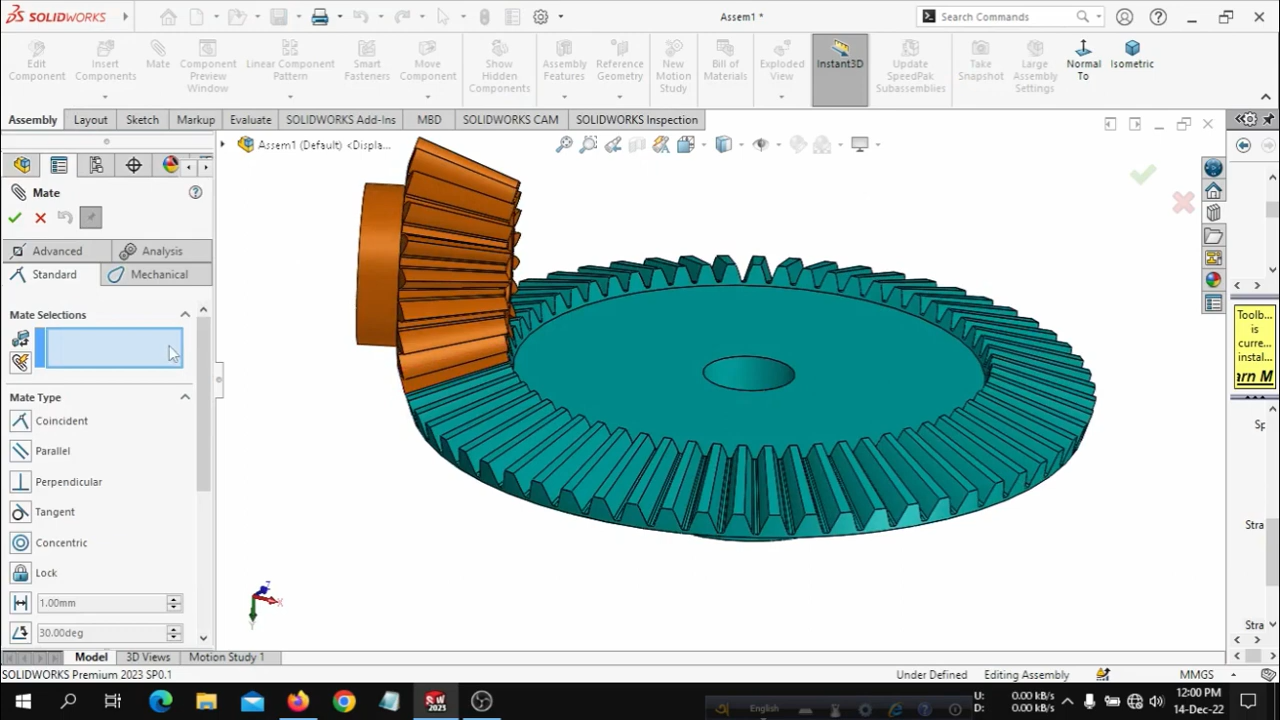 SOLIDWORKS
Assem1 *
Search Commands
Edit Component
Insert Components
Mate
Component Preview Window
Linear Component Pattern
Smart Fasteners
Move Component
Show Hidden Components
Assembly Features
Reference Geometry
New Motion Study
Bill of Materials
Exploded View
Instant3D
Update SpeedPak Subassemblies
Take Snapshot
Large Assembly Settings
Normal To
Isometric
Assembly
Layout
Sketch
Markup
Evaluate
SOLIDWORKS Add-Ins
MBD
SOLIDWORKS CAM
SOLIDWORKS Inspection
Assem1 (Default) <Displa...
Mate
Advanced
Analysis
Standard
Mechanical
Mate Selections
Mate Type
Coincident
Parallel
Perpendicular
Tangent
Concentric
Lock
1.00mm
30.00deg
Toolb...
is
curre...
instal...
arn M
Sp
Stra
Stra
X
Y
Z
Model
3D Views
Motion Study 1
SOLIDWORKS Premium 2023 SP0.1
Under Defined
Editing Assembly
MMGS
SW
2023
English
U: 0.00 kB/s
D: 0.00 kB/s
12:00 PM
14-Dec-22